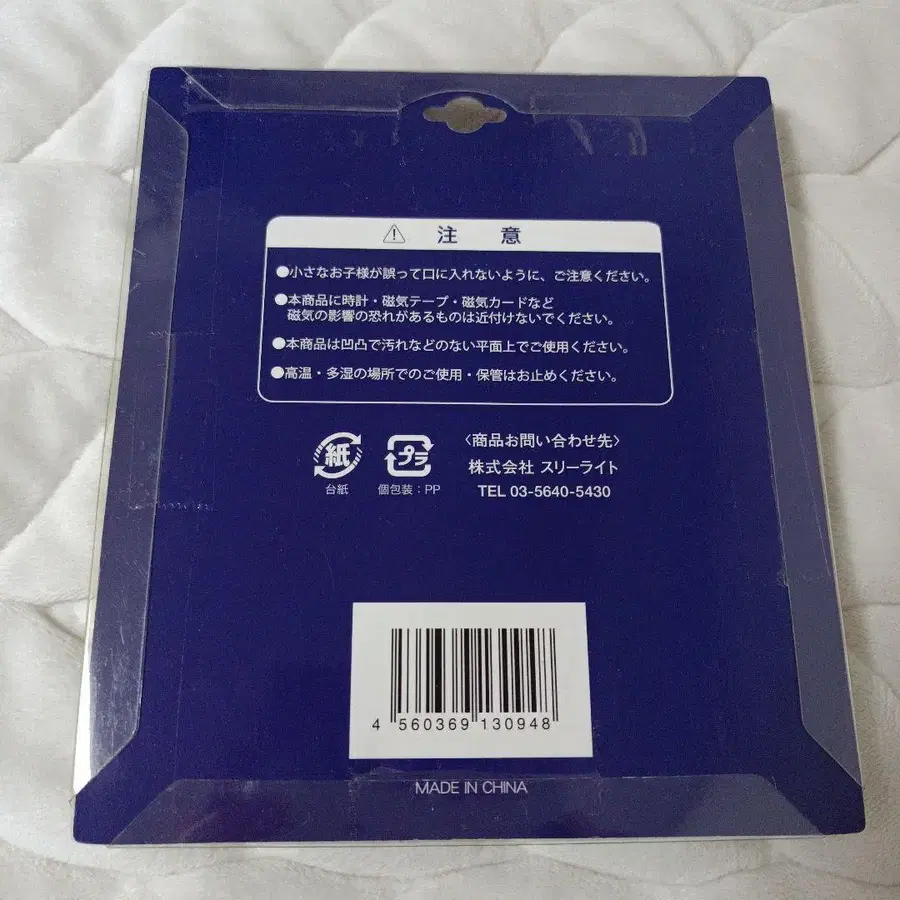 ⚠ 注 意
●小さなお子様が誤って口に入れないように、ご注意ください。
●本商品に時計・磁気テープ・磁気カードなど
磁気の影響の恐れがあるものは近付けないでください。
●本商品は凹凸で汚れなどのない平面上でご使用ください。
●高温・多湿の場所でのご使用・保管はお止めください。
紙
台紙
プラ
個包装：PP
〈商品お問い合わせ先〉
株式会社 スリーライト
TEL 03-5640-5430
4 560369 130948
MADE IN CHINA